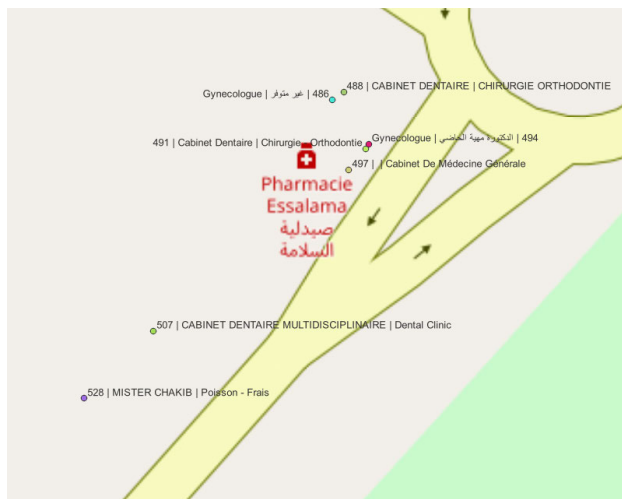 488 | CABINET DENTAIRE | CHIRURGIE ORTHODONTIE
Gynecologue | غير متوفر | 486
491 | Cabinet Dentaire | Chirurgie - Orthodontie
Gynecologue | الدكتورة مهية القاضي | 494
497 | | Cabinet De Médecine Générale
Pharmacie
Essalama
صيدلية
السلامة
507 | CABINET DENTAIRE MULTIDISCIPLINAIRE | Dental Clinic
528 | MISTER CHAKIB | Poisson - Frais